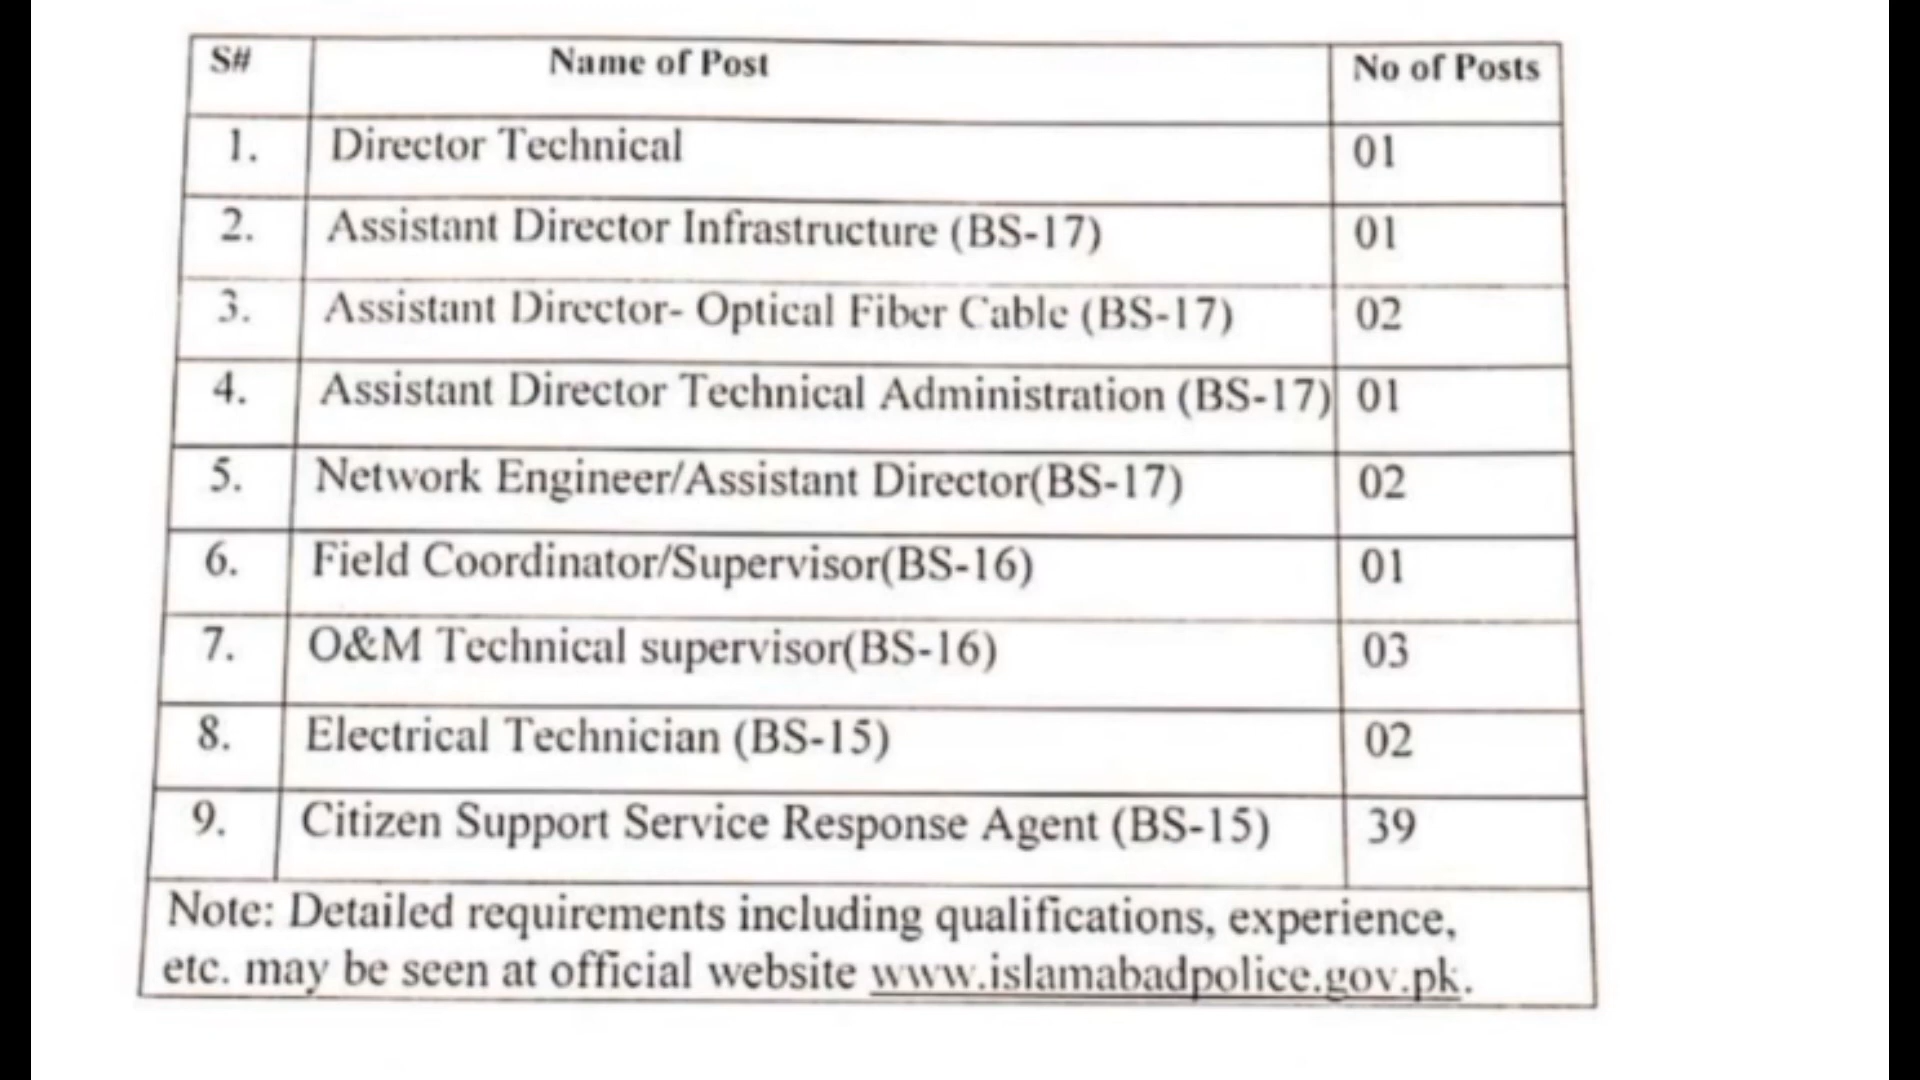 S# Name of Post No of Posts
1. Director Technical 01
2. Assistant Director Infrastructure (BS-17) 01
3. Assistant Director- Optical Fiber Cable (BS-17) 02
4. Assistant Director Technical Administration (BS-17) 01
5. Network Engineer/Assistant Director(BS-17) 02
6. Field Coordinator/Supervisor(BS-16) 01
7. O&M Technical supervisor(BS-16) 03
8. Electrical Technician (BS-15) 02
9. Citizen Support Service Response Agent (BS-15) 39
Note: Detailed requirements including qualifications, experience,
etc. may be seen at official website www.islamabadpolice.gov.pk.